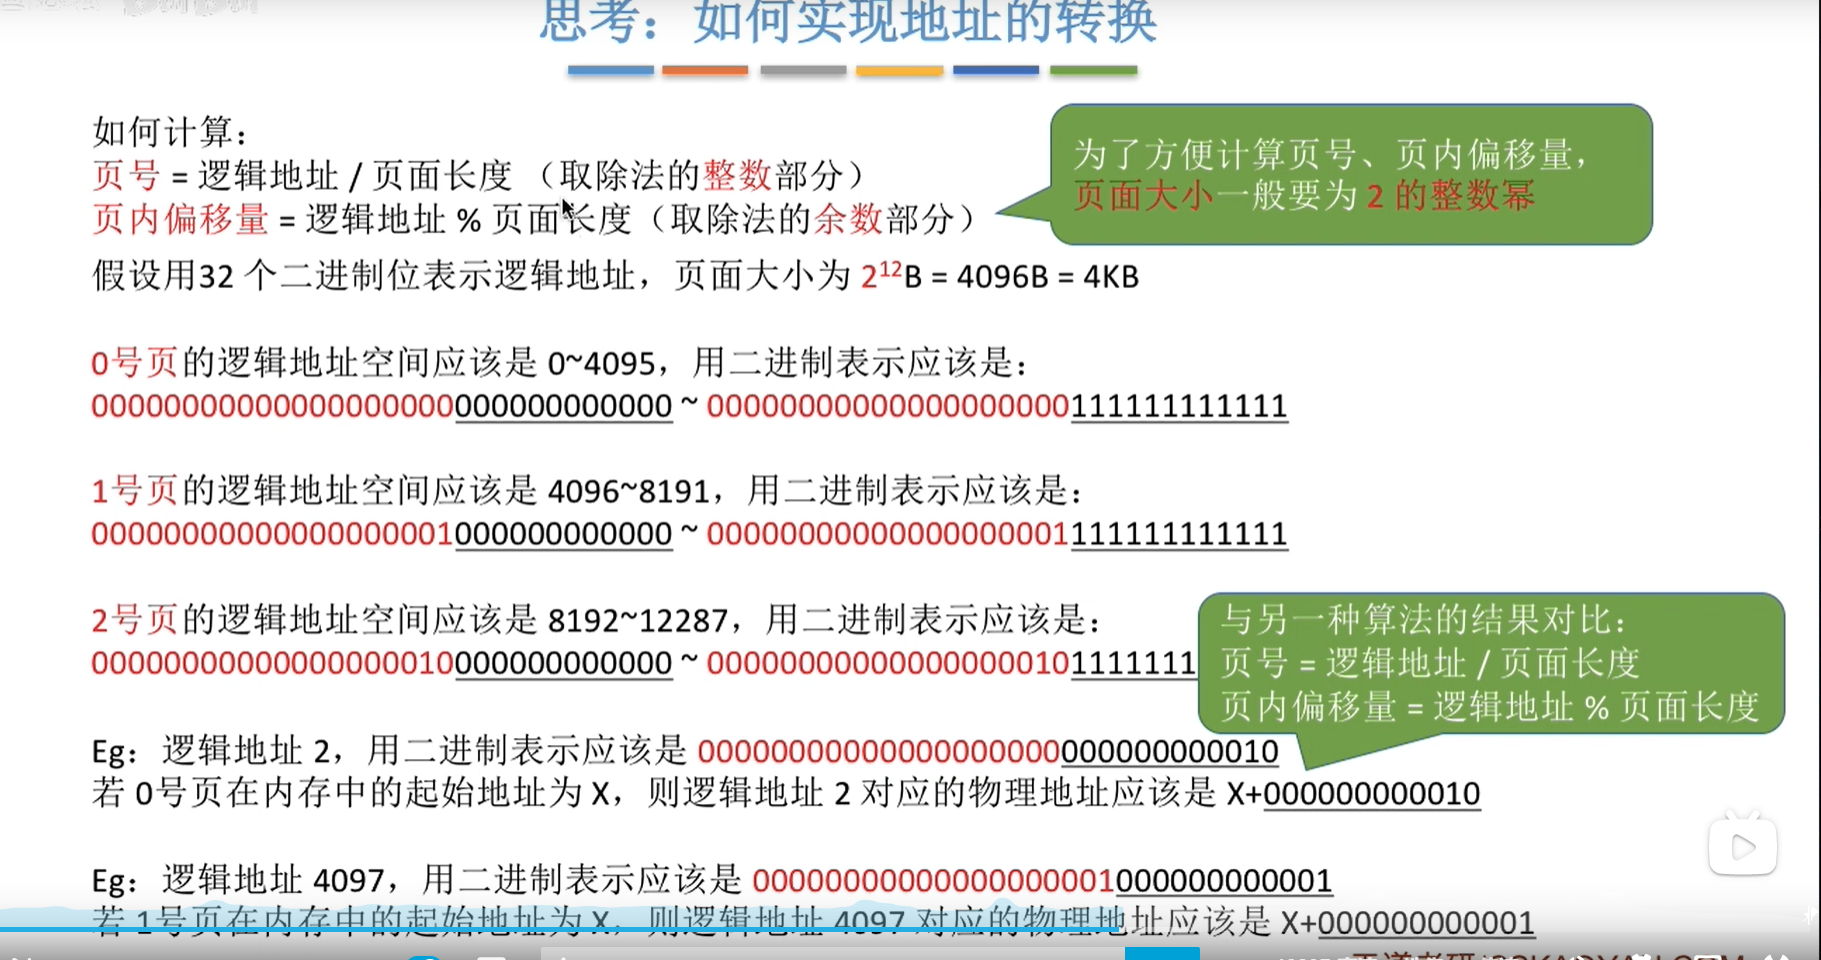 思考：如何实现地址的转换
如何计算：
页号 = 逻辑地址 / 页面长度 （取除法的整数部分）
页内偏移量 = 逻辑地址 % 页面长度（取除法的余数部分）
为了方便计算页号、页内偏移量，
页面大小一般要为 2 的整数幂
假设用32 个二进制位表示逻辑地址，页面大小为 2¹²B = 4096B = 4KB
0号页的逻辑地址空间应该是 0~4095，用二进制表示应该是：
00000000000000000000000000000000 ~ 00000000000000000000111111111111
1号页的逻辑地址空间应该是 4096~8191，用二进制表示应该是：
00000000000000000001000000000000 ~ 00000000000000000001111111111111
2号页的逻辑地址空间应该是 8192~12287，用二进制表示应该是：
00000000000000000010000000000000 ~ 000000000000000000101111111
与另一种算法的结果对比：
页号 = 逻辑地址 / 页面长度
页内偏移量 = 逻辑地址 % 页面长度
Eg：逻辑地址 2，用二进制表示应该是 00000000000000000000000000000010
若 0号页在内存中的起始地址为 X，则逻辑地址 2 对应的物理地址应该是 X+000000000010
Eg：逻辑地址 4097，用二进制表示应该是 00000000000000000001000000000001
若 1号页在内存中的起始地址为 X，则逻辑地址 4097 对应的物理地址应该是 X+000000000001